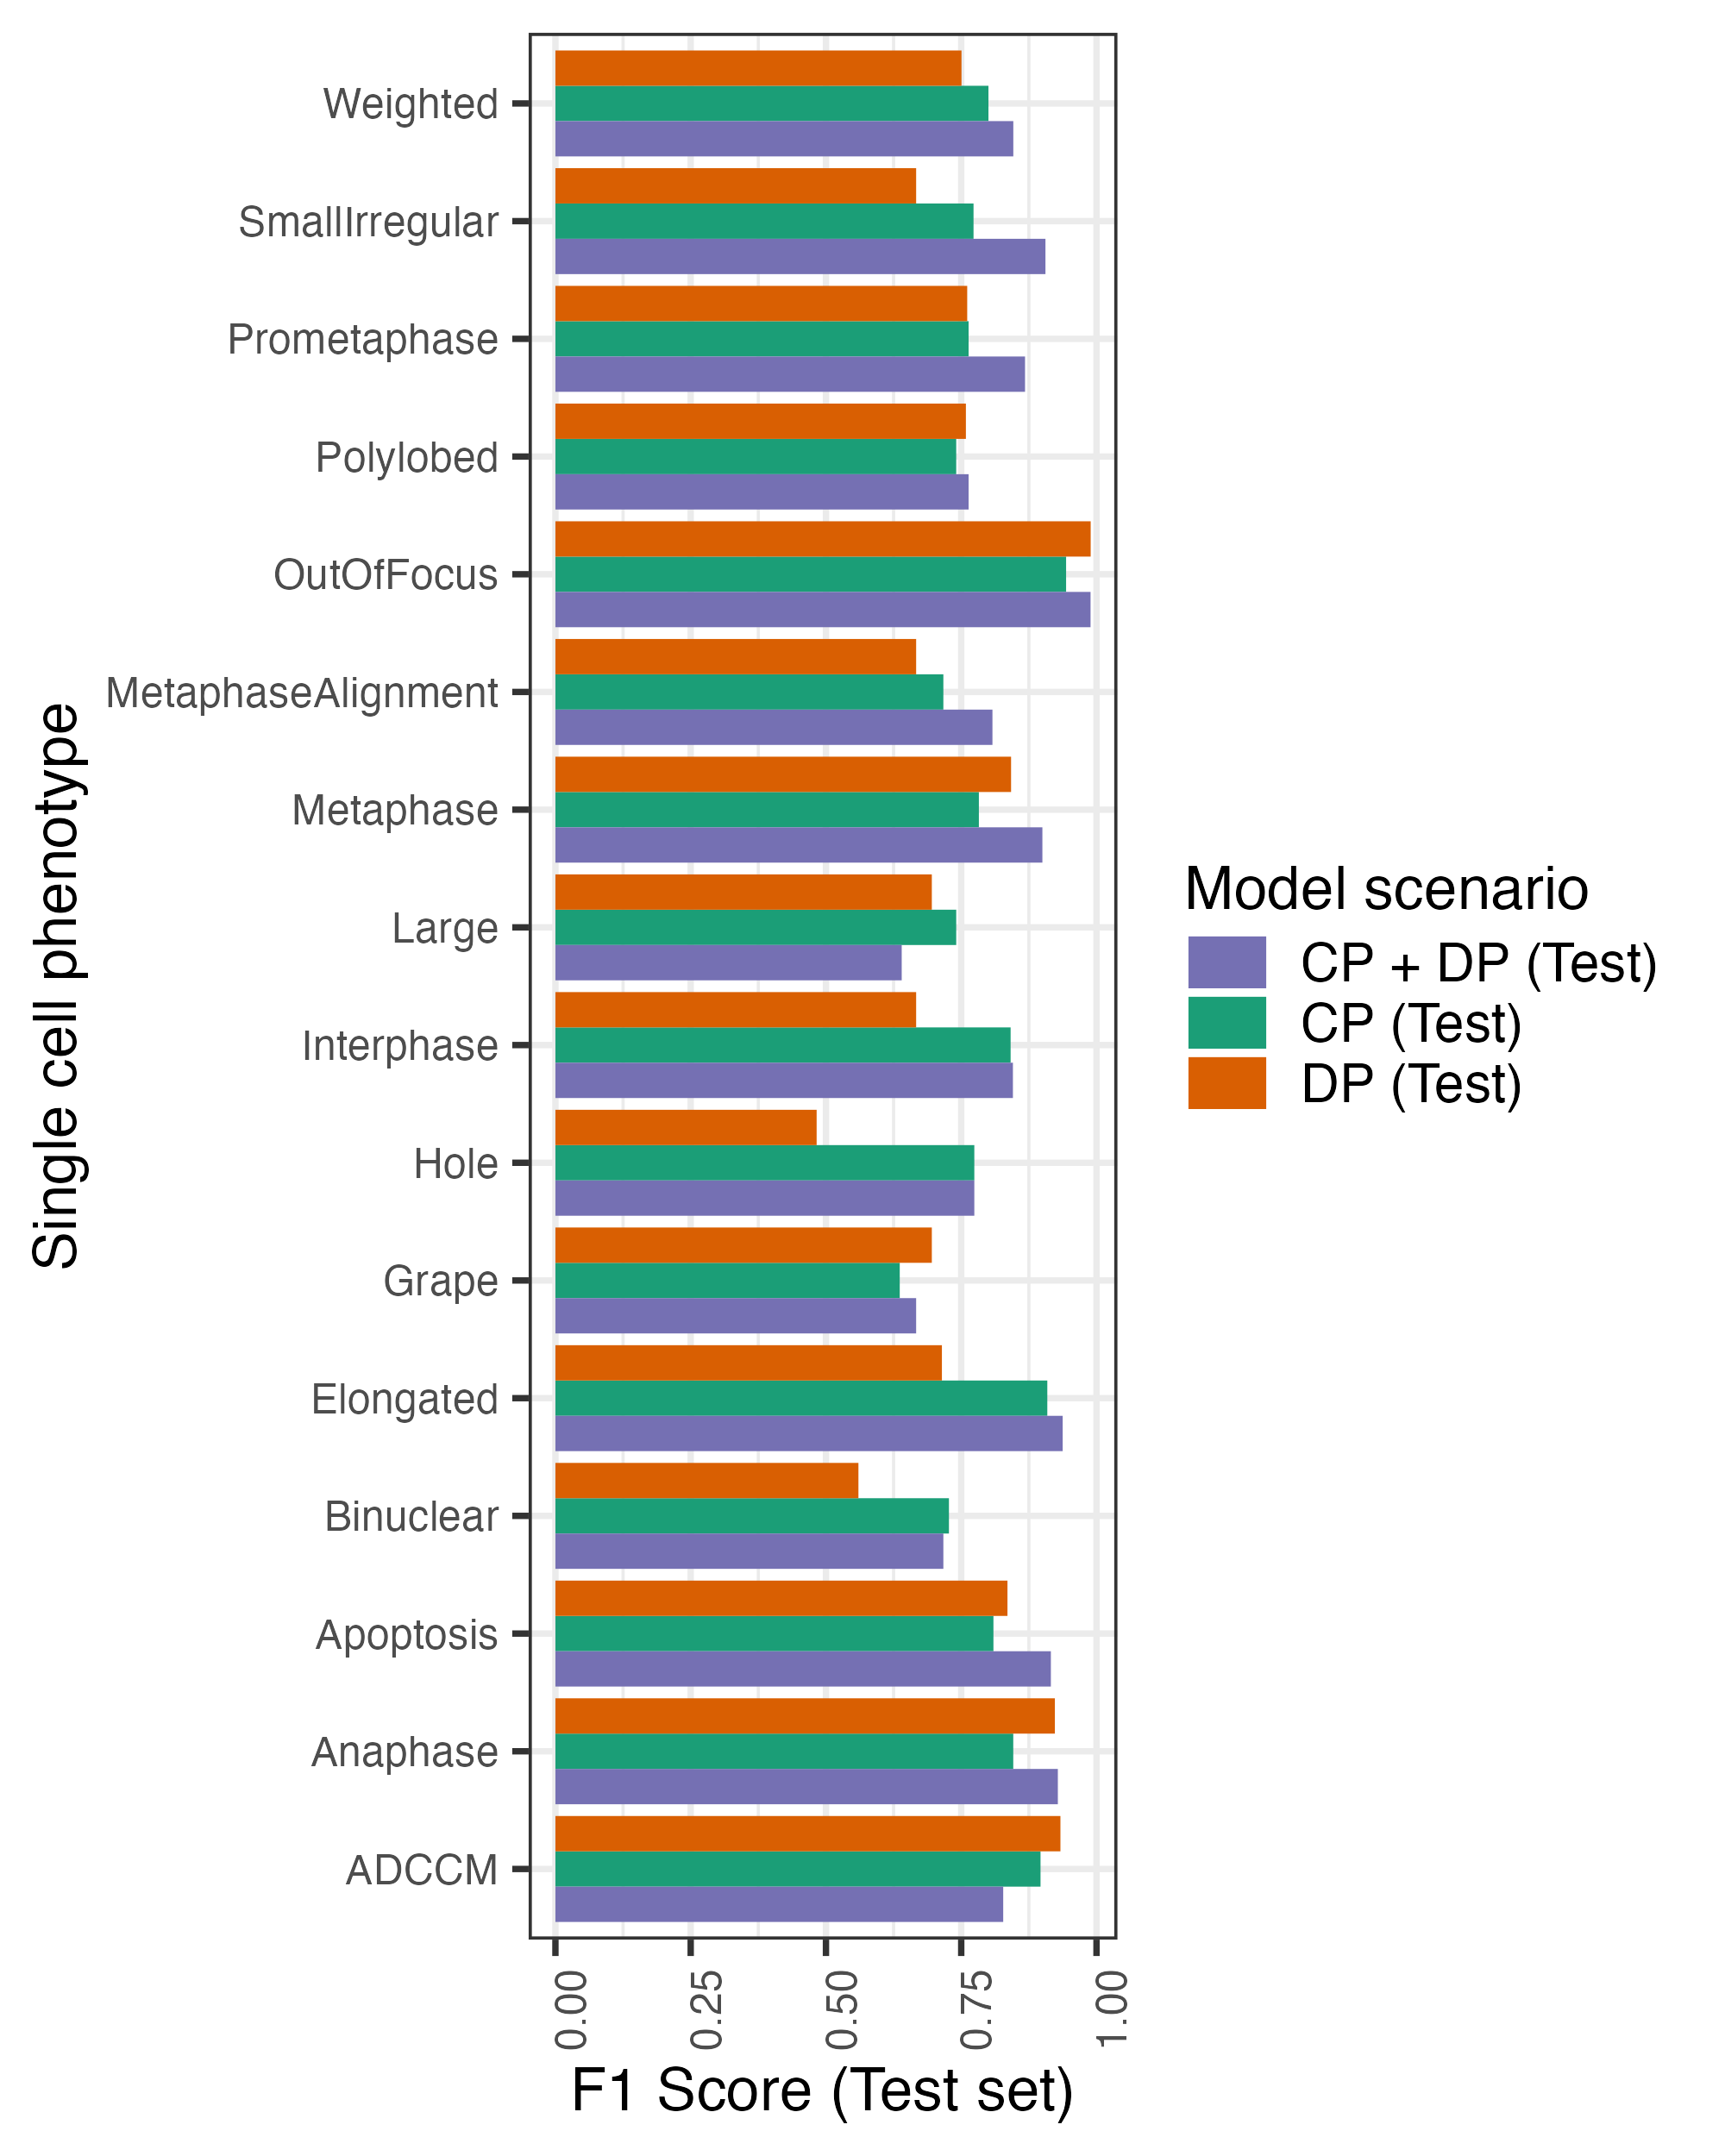 Single cell phenotype
Weighted
SmallIrregular
Prometaphase
Polylobed
OutOfFocus
MetaphaseAlignment
Metaphase
Large
Interphase
Hole
Grape
Elongated
Binuclear
Apoptosis
Anaphase
ADCCM
0.00
0.25
0.50
0.75
1.00
F1 Score (Test set)
Model scenario
CP + DP (Test)
CP (Test)
DP (Test)